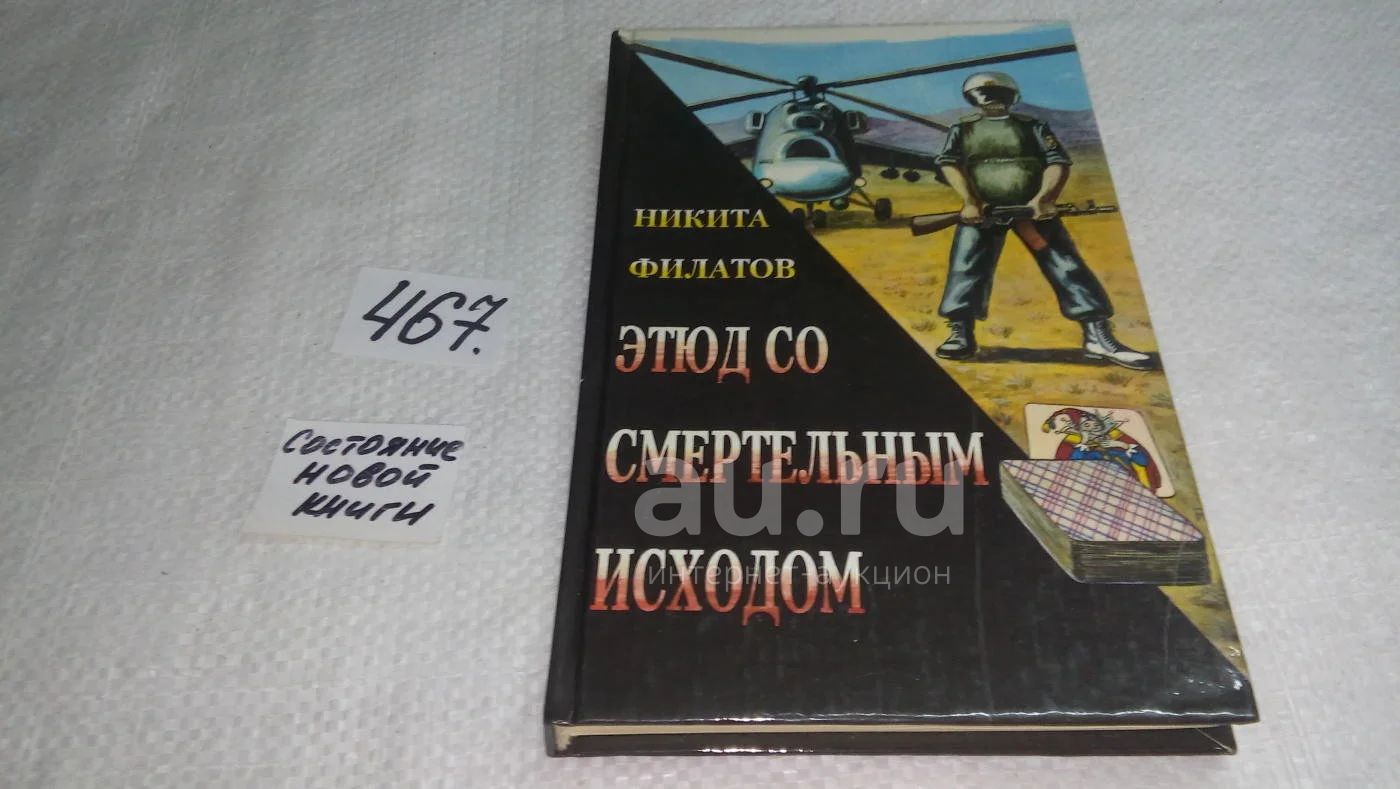 НИКИТА
ФИЛАТОВ
ЭТЮД СО
СМЕРТЕЛЬНЫМ
ИСХОДОМ
467.
Состояние
новой
книги
au.ru
интернет-аукцион